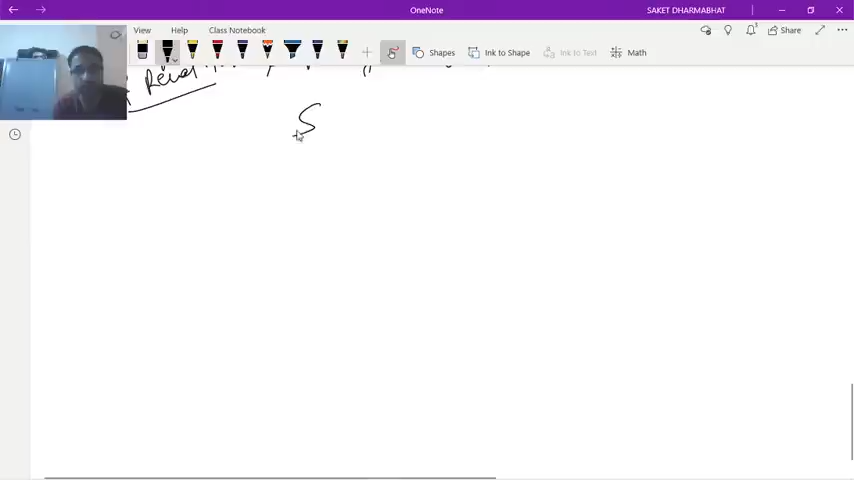 OneNote
SAKET DHARMABHAT
View Help Class Notebook
Share
Shapes Ink to Shape Ink to Text Math
S